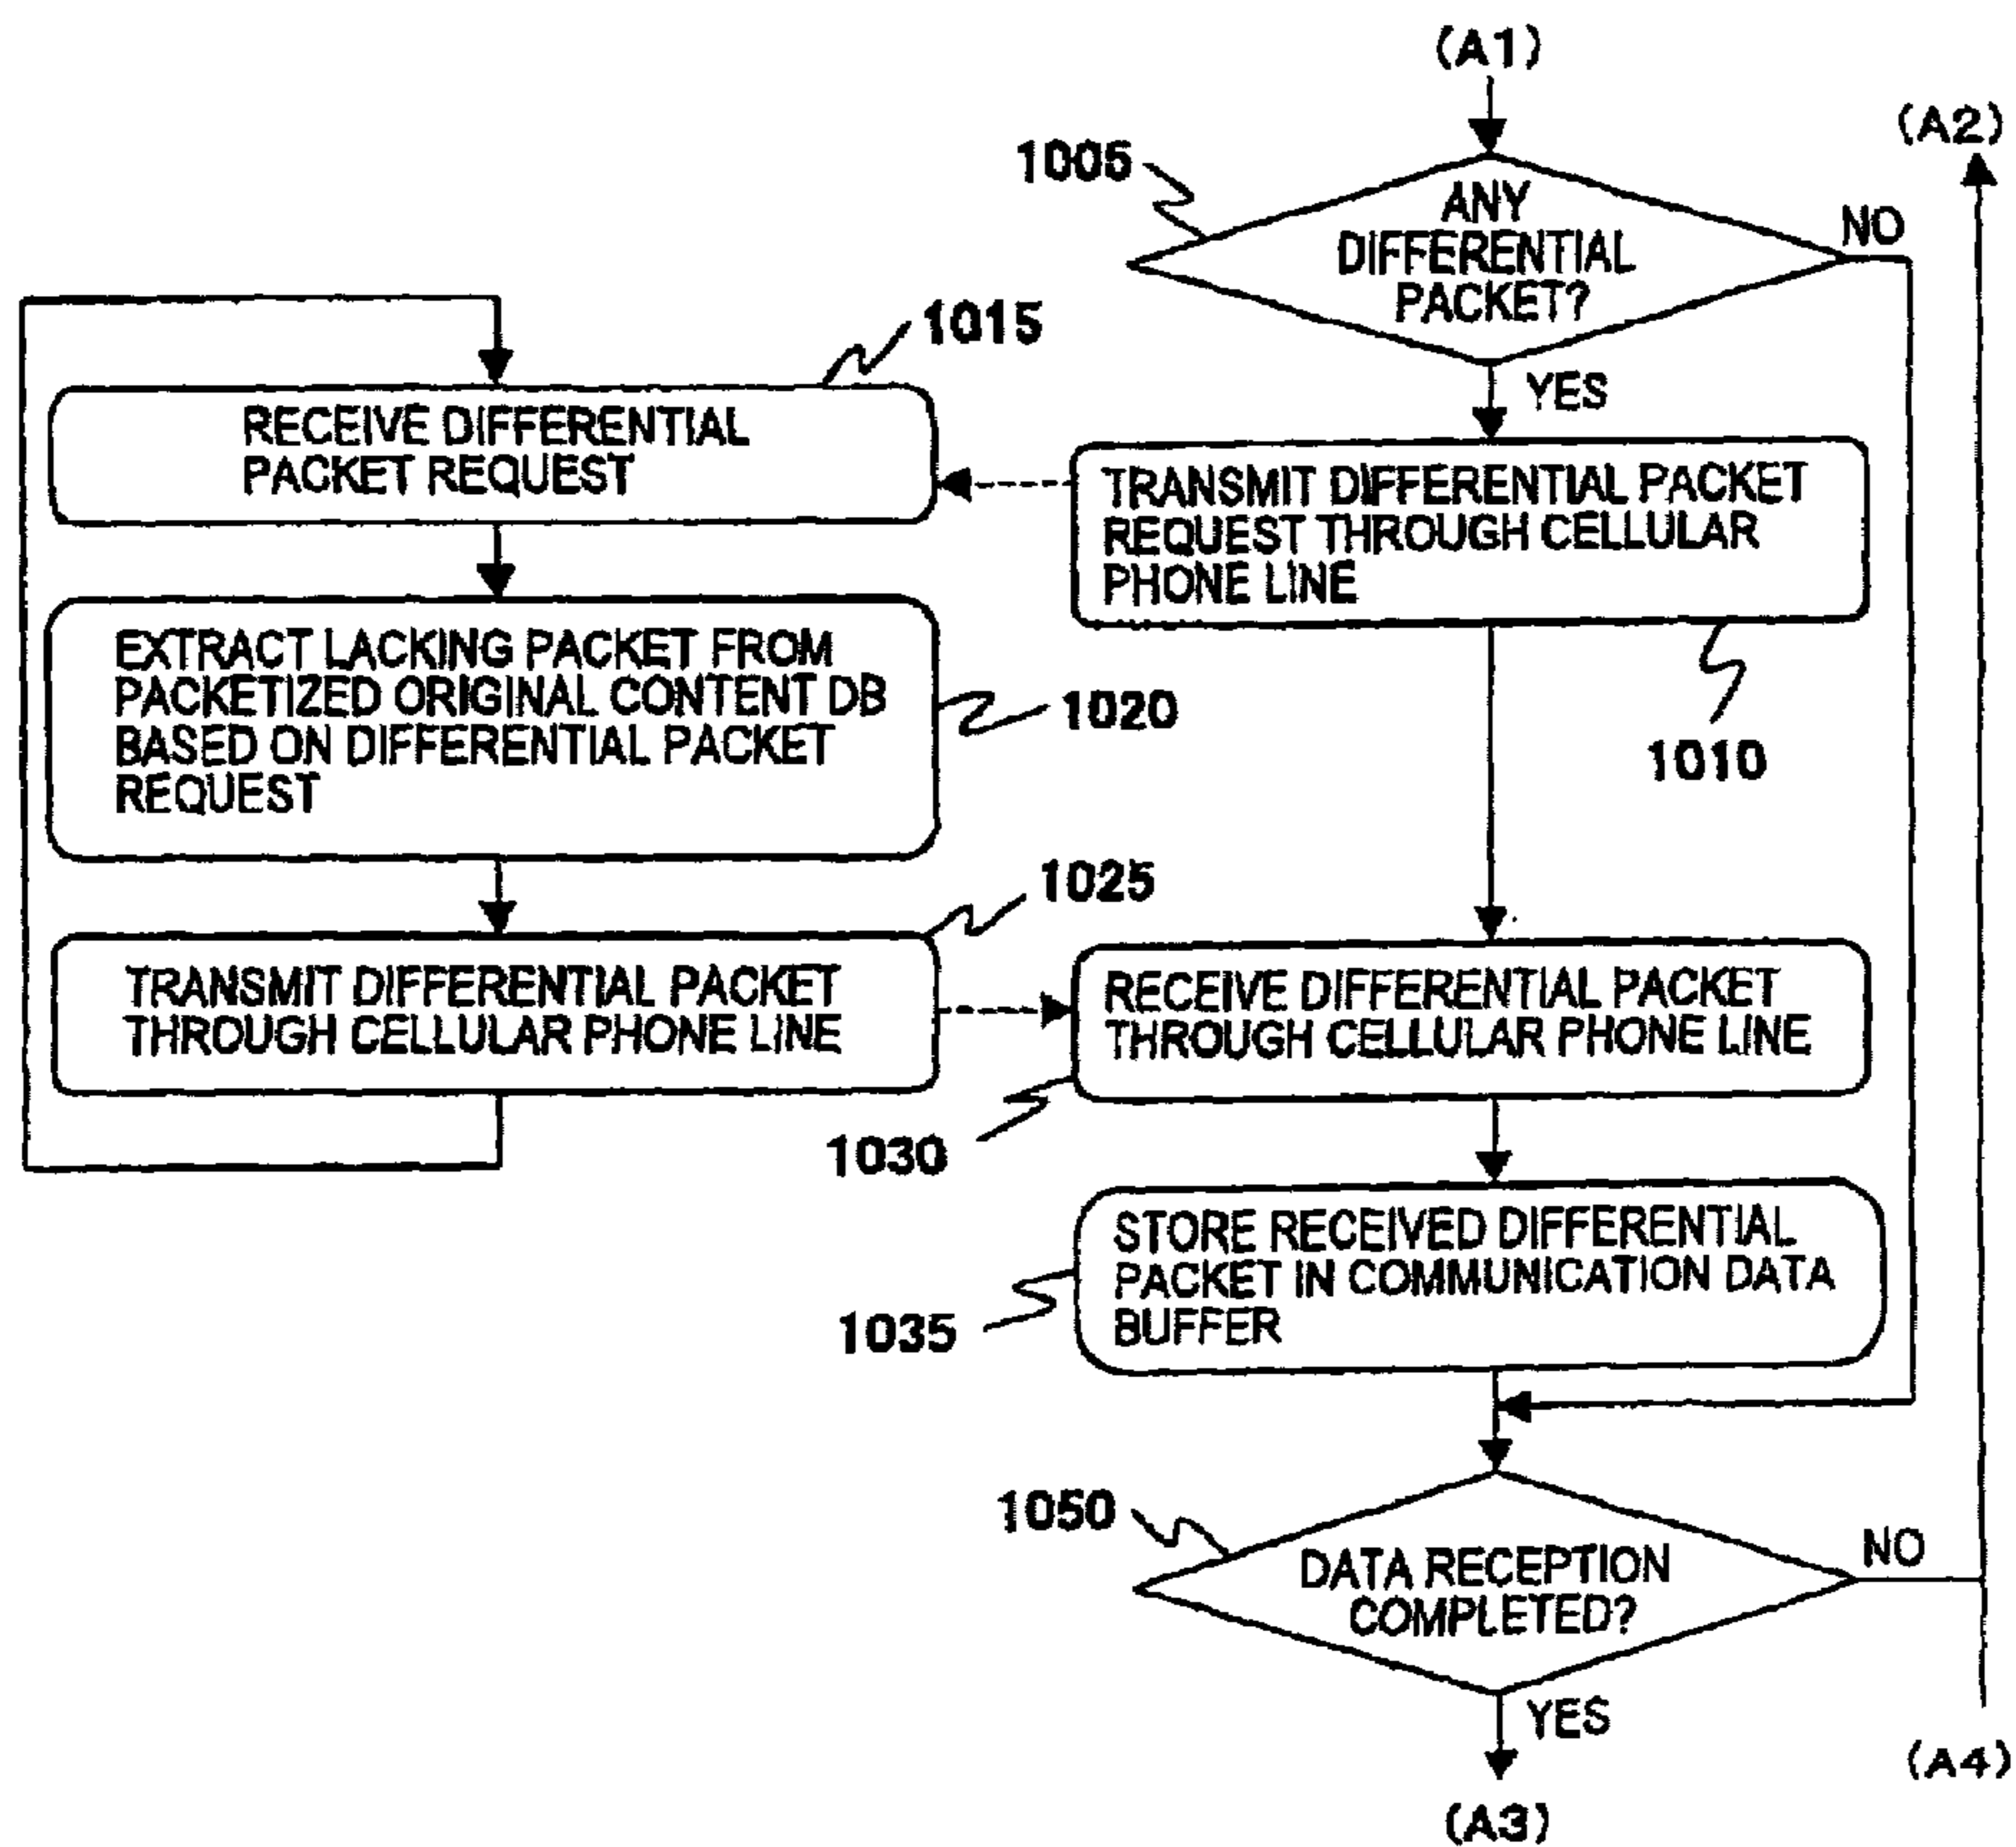 (A1)
(A2)
1005
ANY
DIFFERENTIAL
PACKET?
NO
YES
1015
RECEIVE DIFFERENTIAL
PACKET REQUEST
TRANSMIT DIFFERENTIAL PACKET
REQUEST THROUGH CELLULAR
PHONE LINE
1010
EXTRACT LACKING PACKET FROM
PACKETIZED ORIGINAL CONTENT DB
BASED ON DIFFERENTIAL PACKET
REQUEST
1020
1025
TRANSMIT DIFFERENTIAL PACKET
THROUGH CELLULAR PHONE LINE
RECEIVE DIFFERENTIAL PACKET
THROUGH CELLULAR PHONE LINE
1030
STORE RECEIVED DIFFERENTIAL
PACKET IN COMMUNICATION DATA
BUFFER
1035
1050
DATA RECEPTION
COMPLETED?
NO
YES
(A4)
(A3)